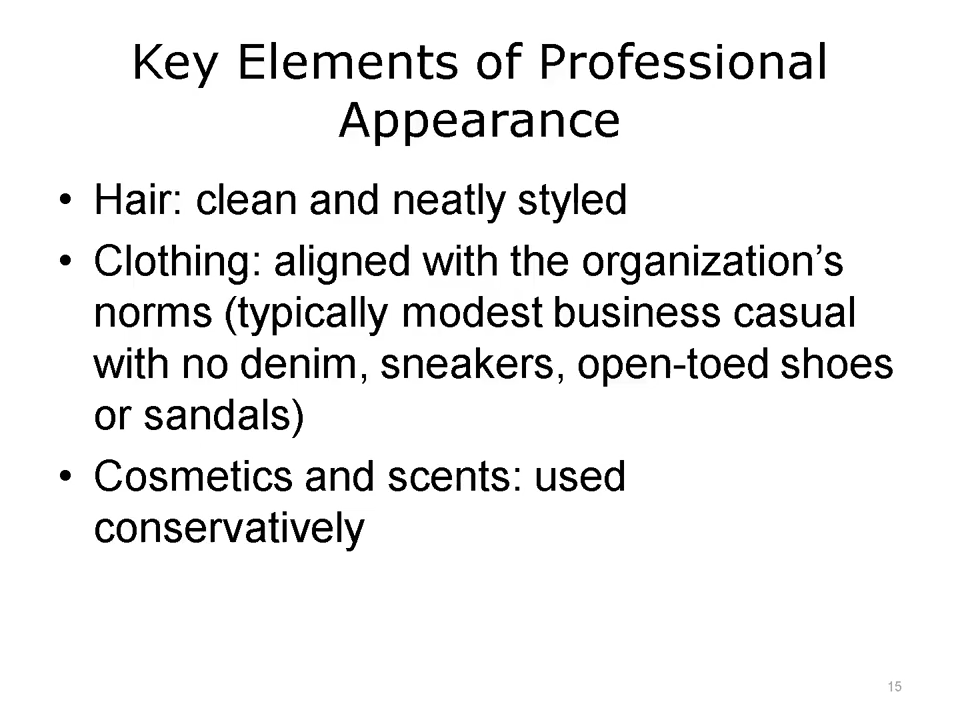 Key Elements of Professional
Appearance
• Hair: clean and neatly styled
• Clothing: aligned with the organization’s
norms (typically modest business casual
with no denim, sneakers, open-toed shoes
or sandals)
• Cosmetics and scents: used
conservatively
15